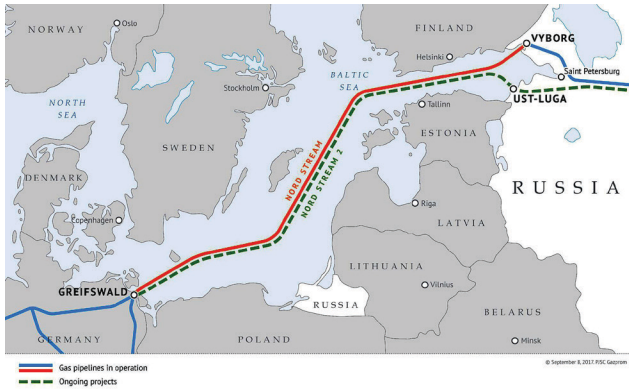 NORWAY
Oslo
FINLAND
VYBORG
Helsinki
Saint Petersburg
BALTIC
SEA
Stockholm
UST-LUGA
NORTH
SEA
Tallinn
ESTONIA
SWEDEN
NORD STREAM
NORD STREAM 2
RUSSIA
DENMARK
Copenhagen
Riga
LATVIA
LITHUANIA
GREIFSWALD
Vilnius
RUSSIA
BELARUS
GERMANY
POLAND
Minsk
Gas pipelines in operation
© September 8, 2017. PJSC Gazprom
Ongoing projects